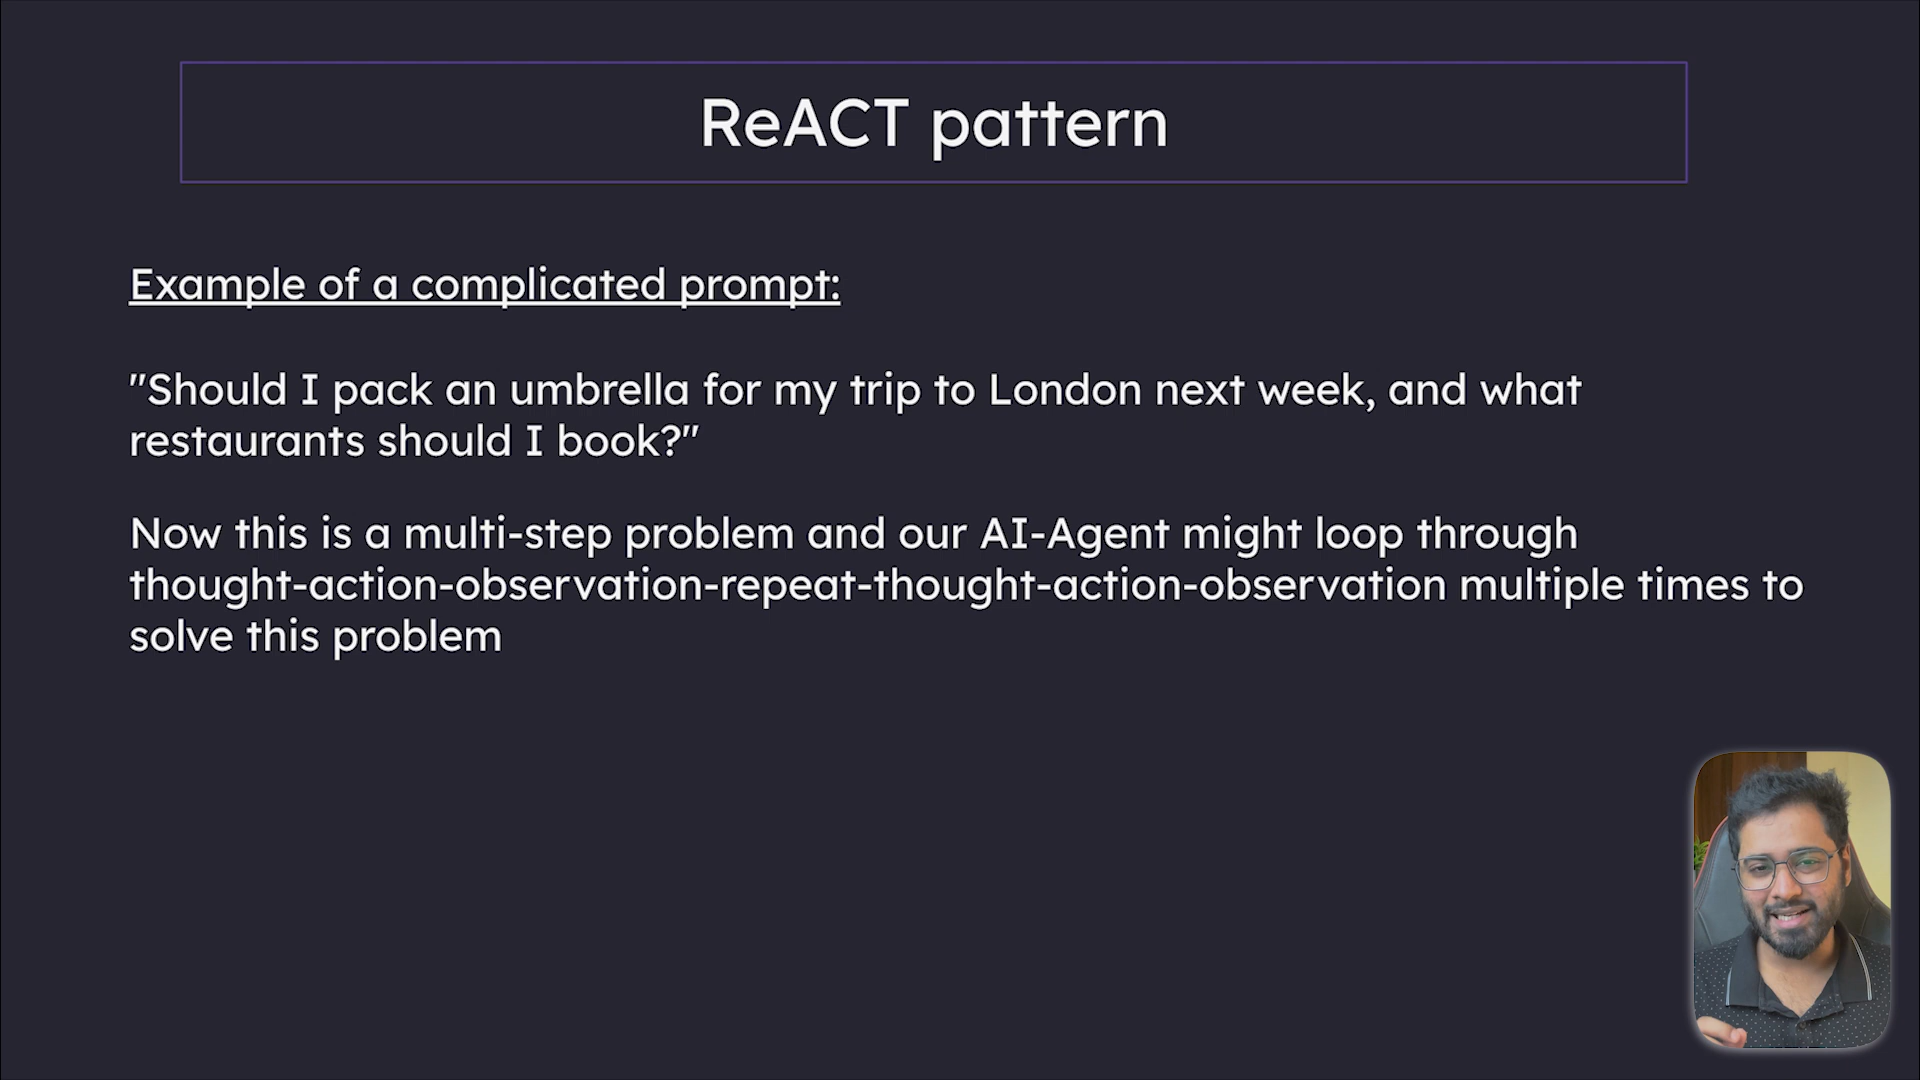 ReACT pattern
Example of a complicated prompt:
"Should I pack an umbrella for my trip to London next week, and what
restaurants should I book?"
Now this is a multi-step problem and our AI-Agent might loop through
thought-action-observation-repeat-thought-action-observation multiple times to
solve this problem